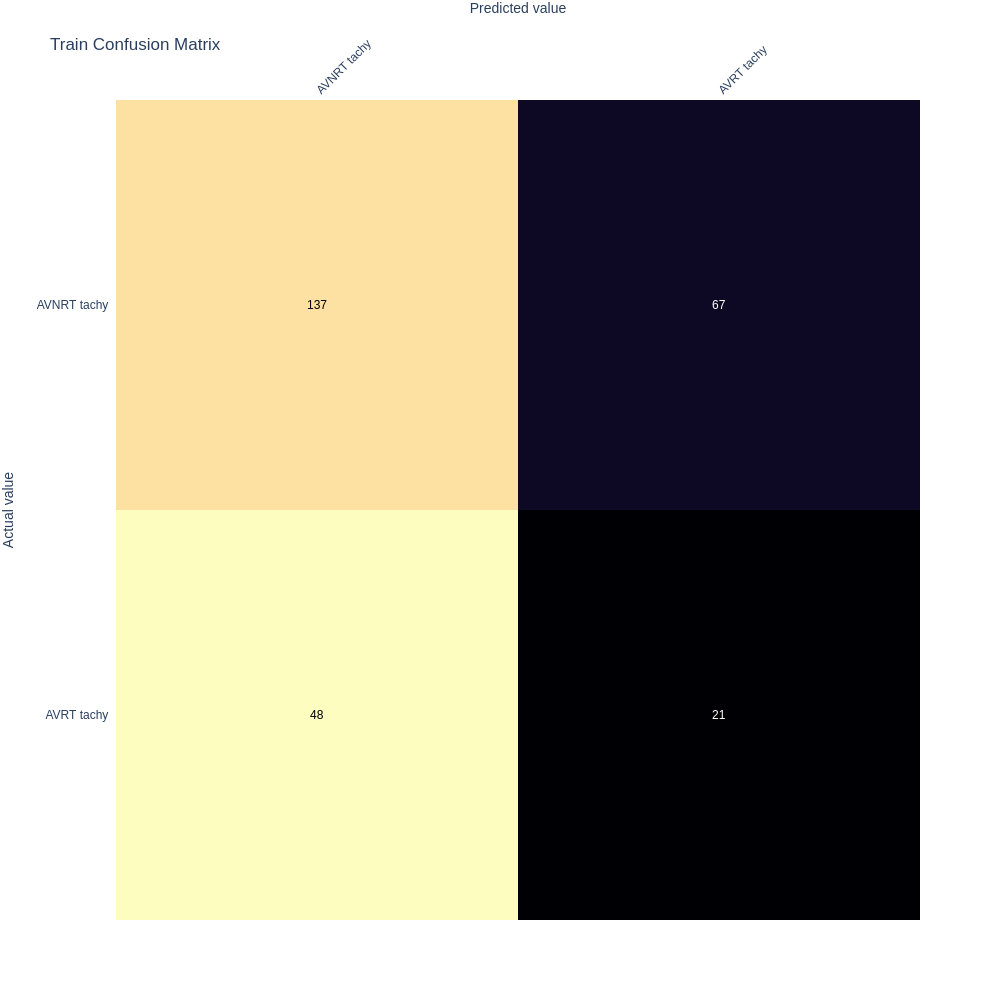 Predicted value
Train Confusion Matrix
AVNRT tachy
AVRT tachy
AVNRT tachy
137
67
Actual value
AVRT tachy
48
21